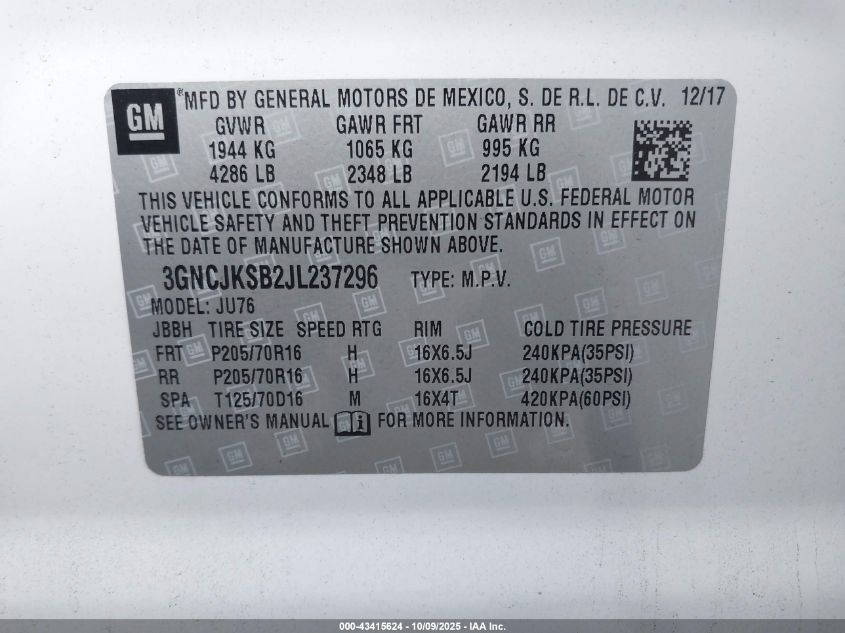 GM ®MFD BY GENERAL MOTORS DE MEXICO, S. DE R.L. DE C.V. 12/17
GVWR GAWR FRT GAWR RR
1944 KG 1065 KG 995 KG
4286 LB 2348 LB 2194 LB
THIS VEHICLE CONFORMS TO ALL APPLICABLE U.S. FEDERAL MOTOR
VEHICLE SAFETY AND THEFT PREVENTION STANDARDS IN EFFECT ON
THE DATE OF MANUFACTURE SHOWN ABOVE.
3GNCJKSB2JL237296 TYPE: M.P.V.
MODEL: JU76
JBBH TIRE SIZE SPEED RTG RIM COLD TIRE PRESSURE
FRT P205/70R16 H 16X6.5J 240KPA(35PSI)
RR P205/70R16 H 16X6.5J 240KPA(35PSI)
SPA T125/70D16 M 16X4T 420KPA(60PSI)
SEE OWNER'S MANUAL FOR MORE INFORMATION.
000-43415624 - 10/09/2025 - IAA Inc.